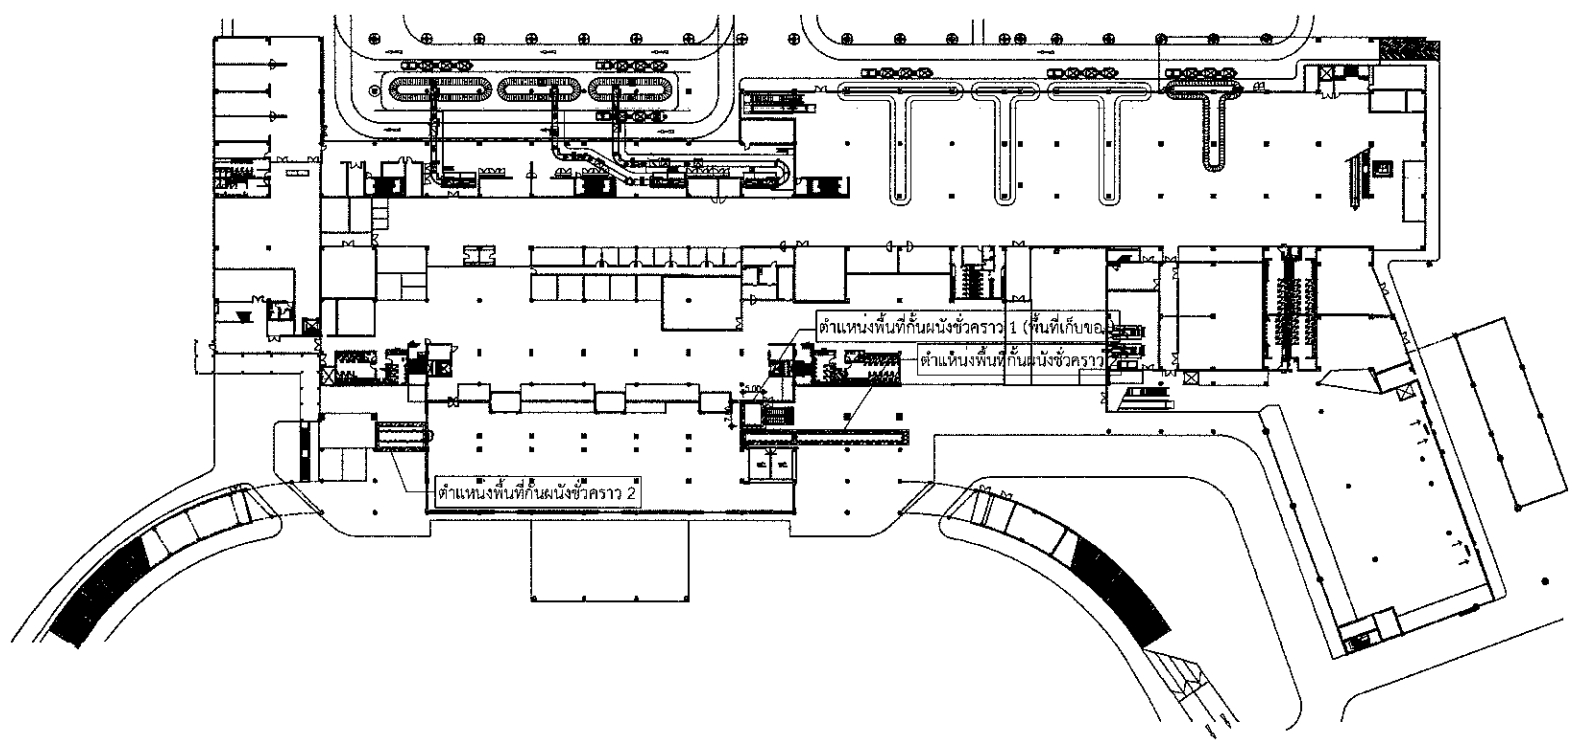 ตำแหน่งพื้นที่กั้นผนังชั่วคราว 1 (พื้นที่เก็บขอ
ตำแหน่งพื้นที่กั้นผนังชั่วคราว
ตำแหน่งพื้นที่กั้นผนังชั่วคราว 2